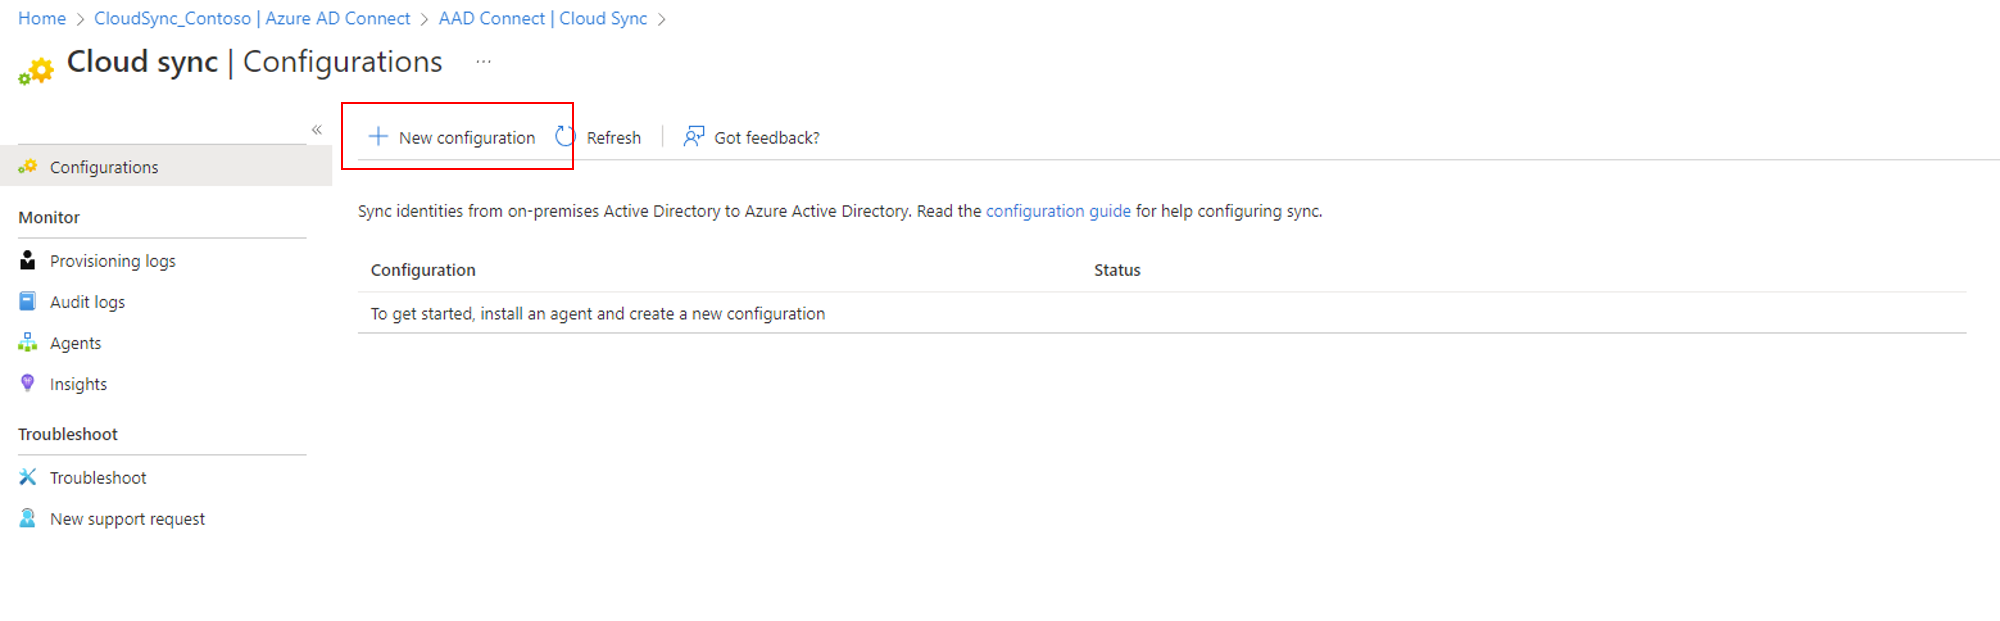 Home > CloudSync_Contoso | Azure AD Connect > AAD Connect | Cloud Sync >
Cloud sync | Configurations ...
«
+ New configuration Refresh | Got feedback?
Configurations
Monitor
Provisioning logs
Audit logs
Agents
Insights
Troubleshoot
Troubleshoot
New support request
Sync identities from on-premises Active Directory to Azure Active Directory. Read the configuration guide for help configuring sync.
Configuration Status
To get started, install an agent and create a new configuration